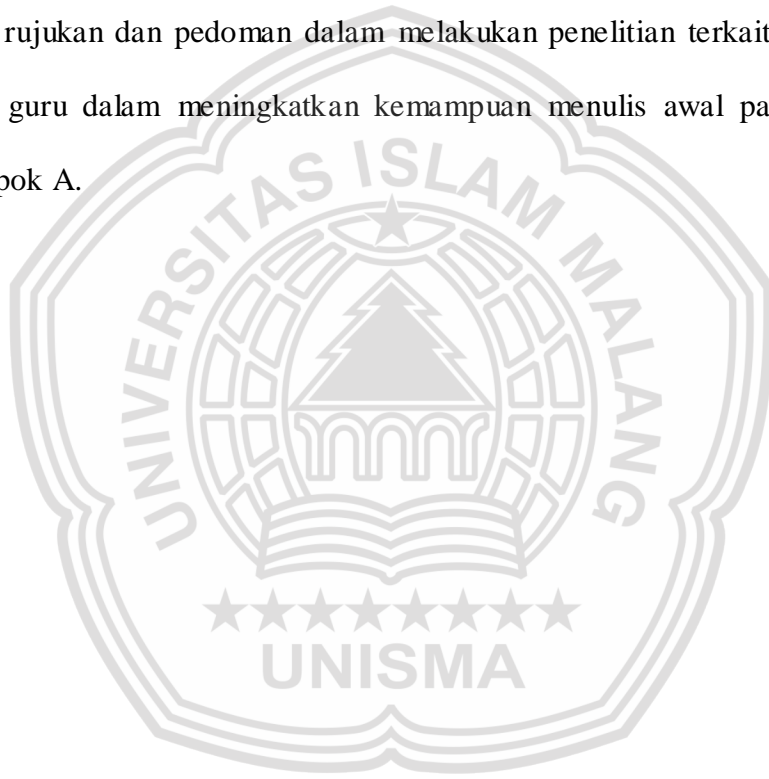 rujukan dan pedoman dalam melakukan penelitian terkait
guru dalam meningkatkan kemampuan menulis awal pa
pok A.
UNIVERSITAS ISLAM MALANG
UNISMA